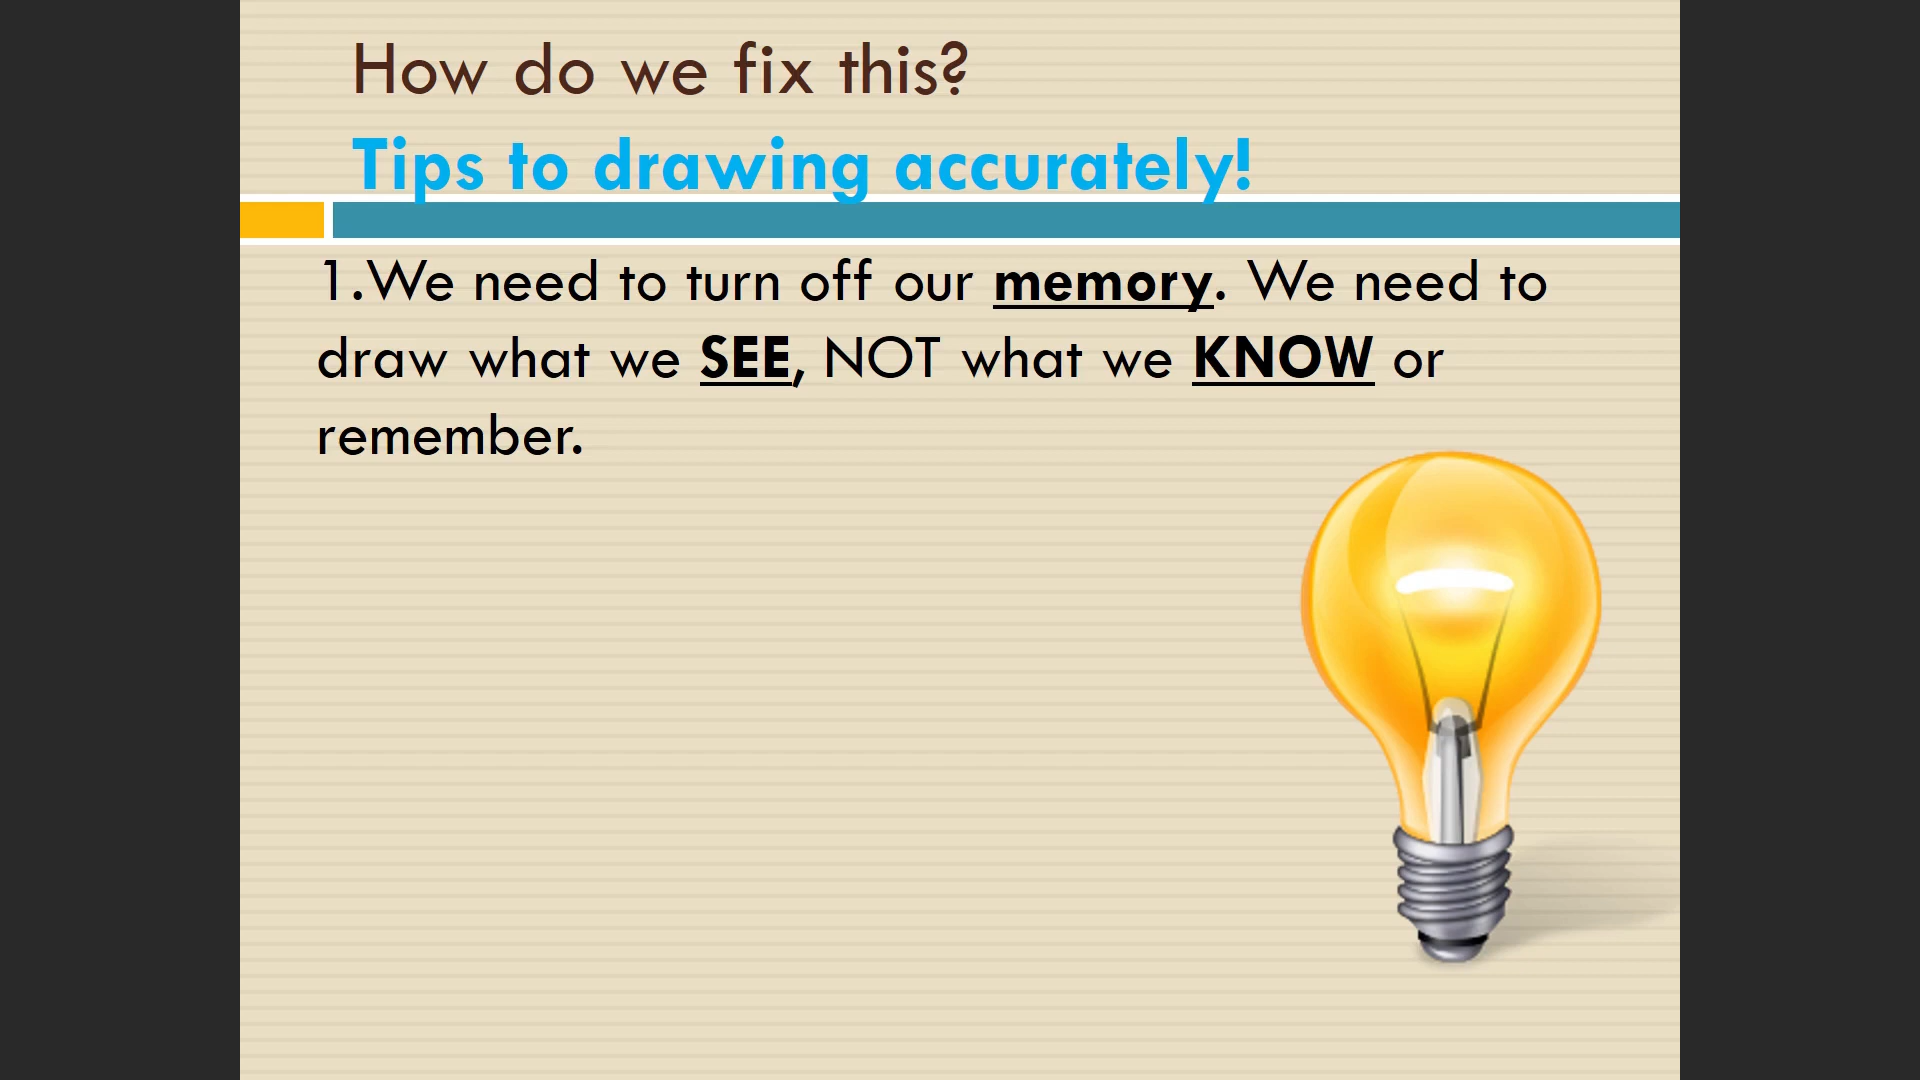 How do we fix this?
Tips to drawing accurately!
1.We need to turn off our memory. We need to
draw what we SEE, NOT what we KNOW or
remember.